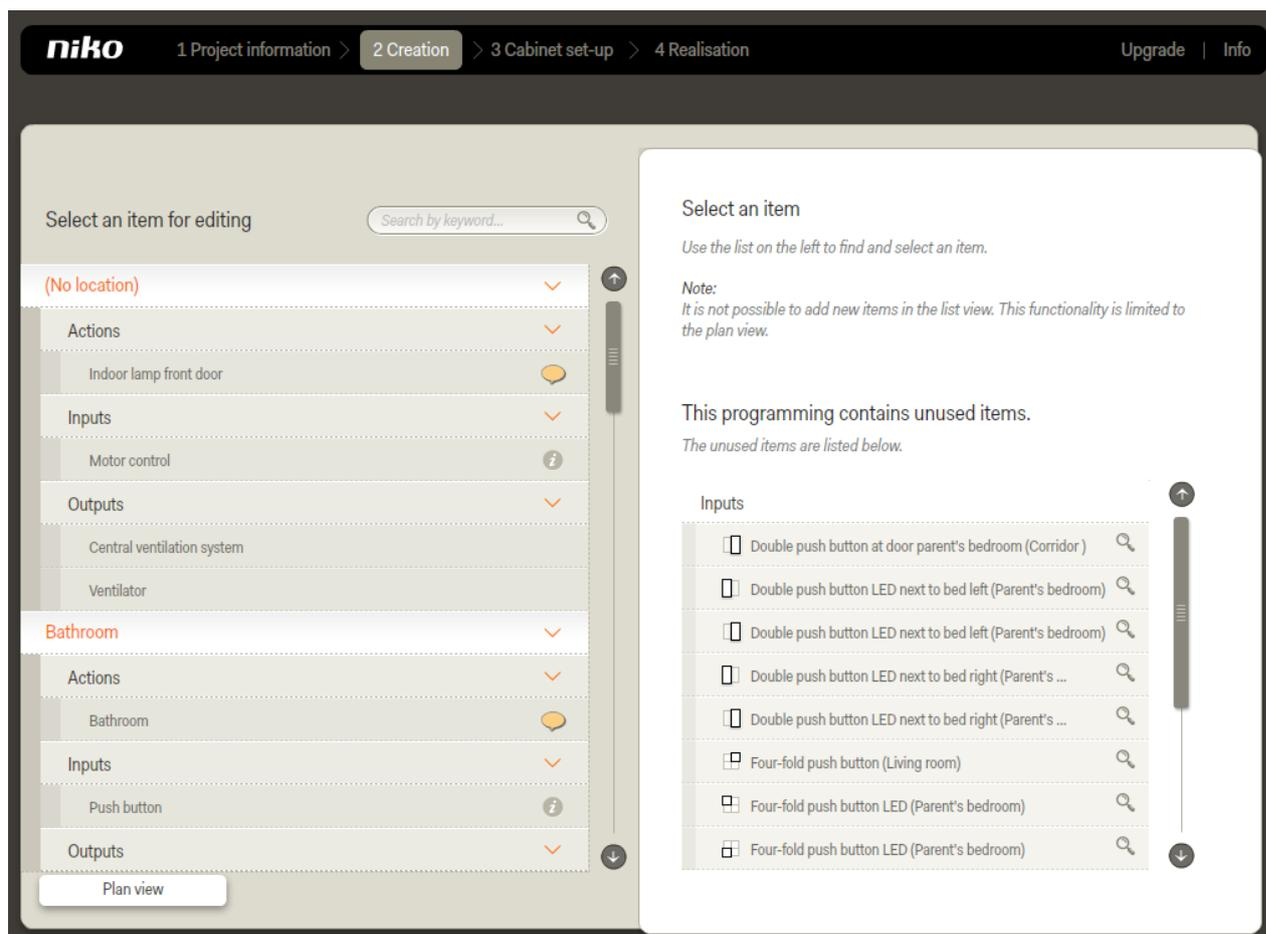 niko
1 Project information
2 Creation
3 Cabinet set-up
4 Realisation
Upgrade | Info
Select an item for editing
Search by keyword...
(No location)
Actions
Indoor lamp front door
Inputs
Motor control
Outputs
Central ventilation system
Ventilator
Bathroom
Actions
Bathroom
Inputs
Push button
Outputs
Plan view
Select an item
Use the list on the left to find and select an item.
Note:
It is not possible to add new items in the list view. This functionality is limited to
the plan view.
This programming contains unused items.
The unused items are listed below.
Inputs
Double push button at door parent's bedroom (Corridor )
Double push button LED next to bed left (Parent's bedroom)
Double push button LED next to bed left (Parent's bedroom)
Double push button LED next to bed right (Parent's ...
Double push button LED next to bed right (Parent's ...
Four-fold push button (Living room)
Four-fold push button LED (Parent's bedroom)
Four-fold push button LED (Parent's bedroom)